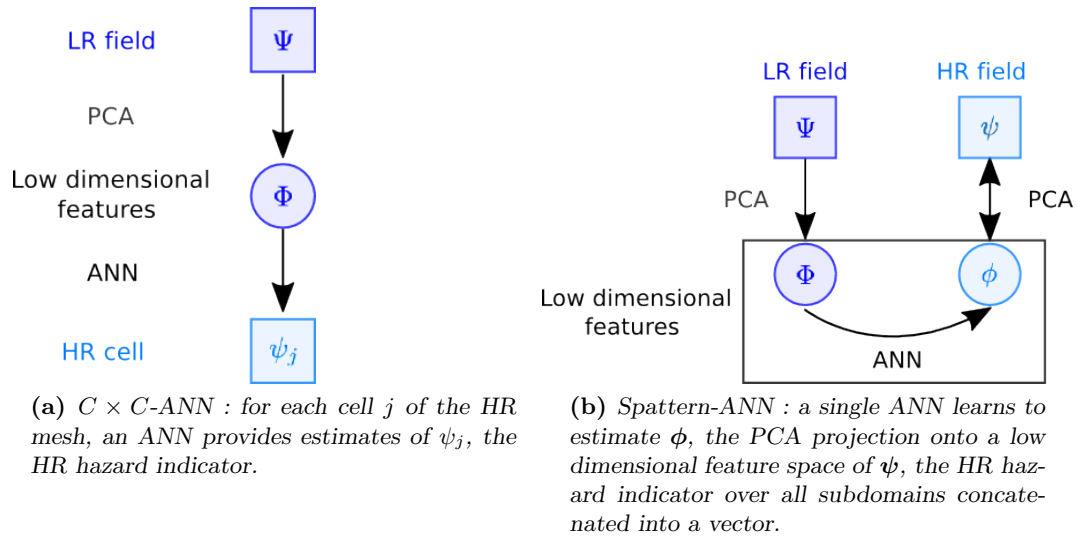 LR field
Ψ
PCA
Low dimensional
features
Φ
ANN
HR cell
ψj
(a) C × C-ANN : for each cell j of the HR
mesh, an ANN provides estimates of ψj, the
HR hazard indicator.
LR field
HR field
Ψ
ψ
PCA
PCA
Low dimensional
features
Φ
ϕ
ANN
(b) Spattern-ANN : a single ANN learns to
estimate ϕ, the PCA projection onto a low
dimensional feature space of ψ, the HR haz-
ard indicator over all subdomains concate-
nated into a vector.